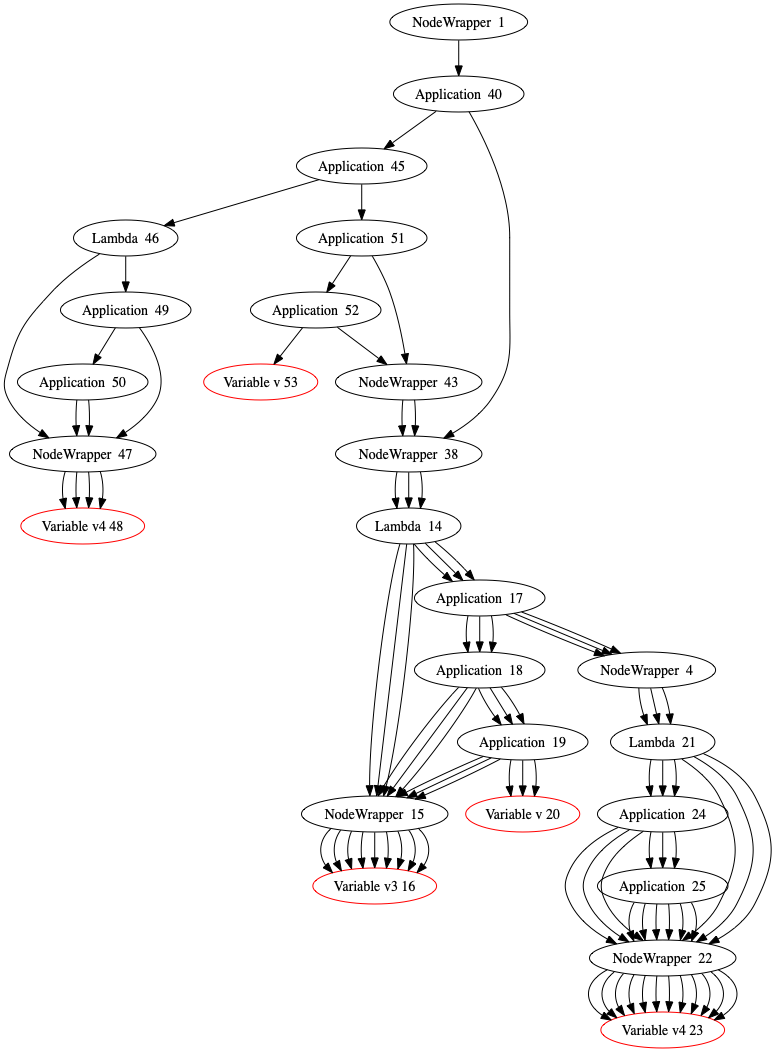 NodeWrapper 1
Application 40
Application 45
Lambda 46
Application 51
Application 49
Application 52
Application 50
Variable v 53
NodeWrapper 43
NodeWrapper 47
NodeWrapper 38
Variable v4 48
Lambda 14
Application 17
Application 18
NodeWrapper 4
Application 19
Lambda 21
NodeWrapper 15
Variable v 20
Application 24
Variable v3 16
Application 25
NodeWrapper 22
Variable v4 23